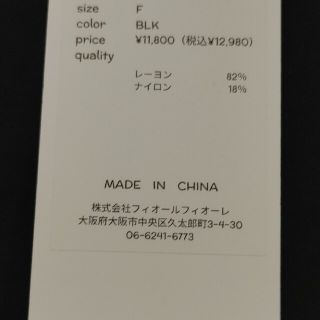 size F
color BLK
price ¥11,800（税込¥12,980）
quality
レーヨン 82%
ナイロン 18%
MADE IN CHINA
株式会社フィオールフィオーレ
大阪府大阪市中央区久太郎町3-4-30
06-6241-6773